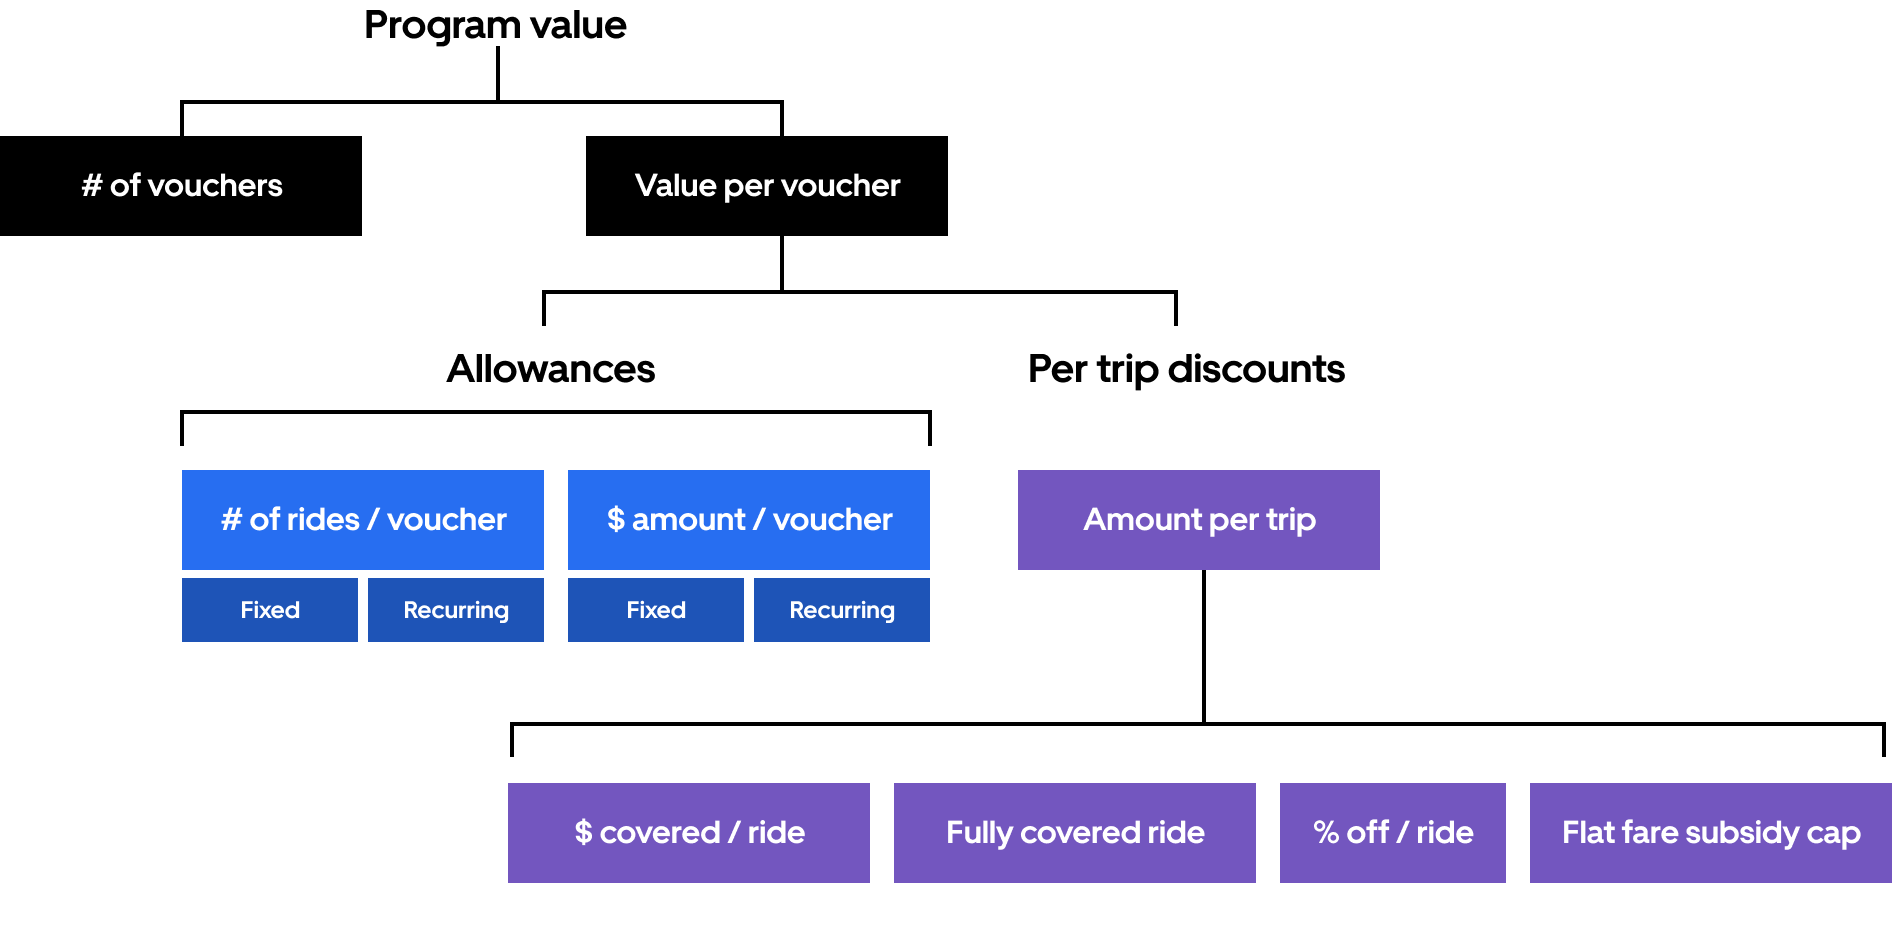 Program value
# of vouchers
Value per voucher
Allowances
Per trip discounts
# of rides / voucher
$ amount / voucher
Amount per trip
Fixed
Recurring
Fixed
Recurring
$ covered / ride
Fully covered ride
% off / ride
Flat fare subsidy cap